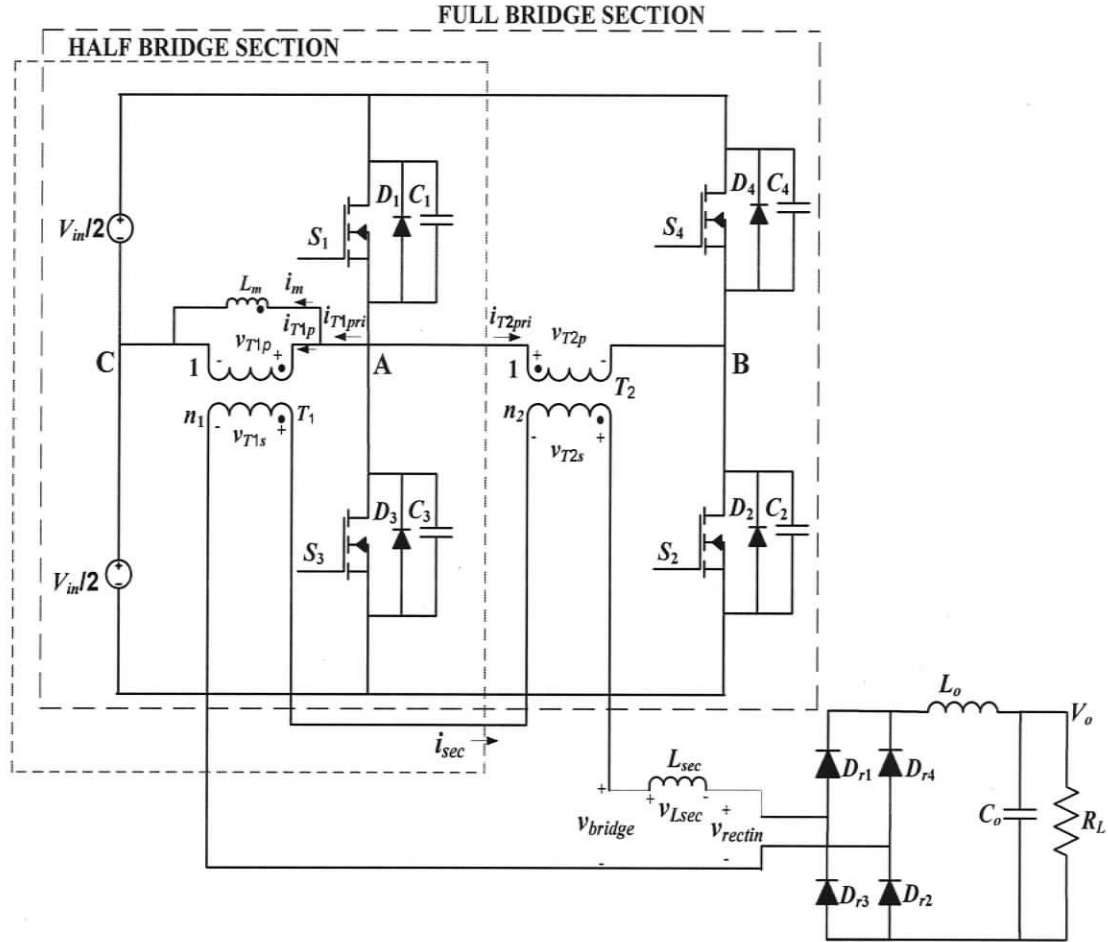 FULL BRIDGE SECTION
HALF BRIDGE SECTION
D1 C1
D4 C4
Vin/2 + -
S1
S4
Lm im
iT1p iT1pri
iT2pri vT2p
C - vT1p + A + - B
1 1 T2
n1 T1 n2
- vT1s + - vT2s +
D3 C3
D2 C2
Vin/2 + -
S3
S2
isec
Lo
Vo
Lsec
+ + vLsec - +
vbridge vrectin
- -
Dr1 Dr4
Co RL
Dr3 Dr2